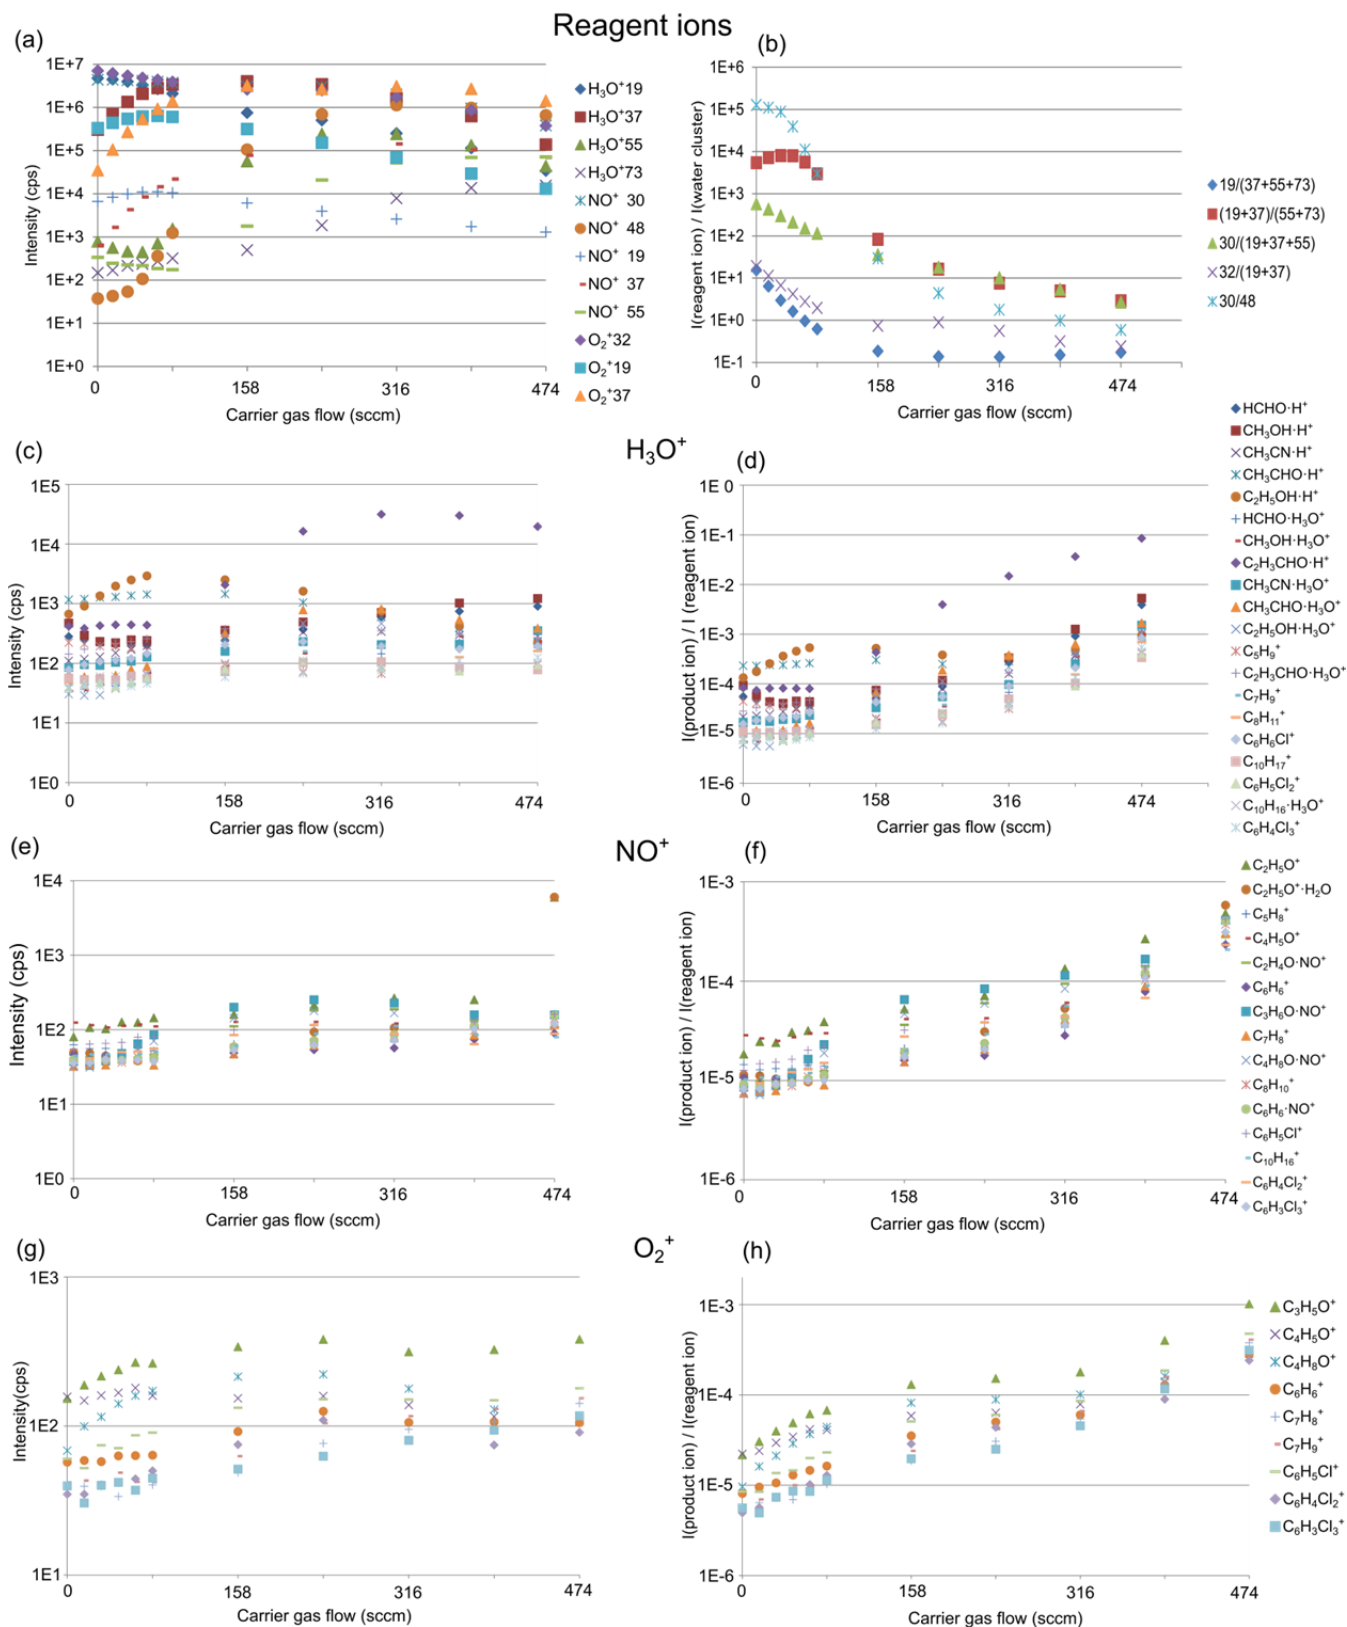 Reagent ions
(a)
Intensity (cps)
1E+7
1E+6
1E+5
1E+4
1E+3
1E+2
1E+1
1E+0
0 158 316 474
Carrier gas flow (sccm)
H₃O⁺19
H₃O⁺37
H₃O⁺55
H₃O⁺73
NO⁺ 30
NO⁺ 48
NO⁺ 19
NO⁺ 37
NO⁺ 55
O₂⁺32
O₂⁺19
O₂⁺37
(b)
I(reagent ion) / I(water cluster)
1E+6
1E+5
1E+4
1E+3
1E+2
1E+1
1E+0
1E-1
0 158 316 474
Carrier gas flow (sccm)
19/(37+55+73)
(19+37)/(55+73)
30/(19+37+55)
32/(19+37)
30/48
H₃O⁺
(c)
Intensity (cps)
1E5
1E4
1E3
1E2
1E1
1E0
0 158 316 474
Carrier gas flow (sccm)
(d)
I(product ion) / I (reagent ion)
1E 0
1E-1
1E-2
1E-3
1E-4
1E-5
1E-6
0 158 316 474
Carrier gas flow (sccm)
HCHO·H⁺
CH₃OH·H⁺
CH₃CN·H⁺
CH₃CHO·H⁺
C₂H₅OH·H⁺
HCHO·H₃O⁺
CH₃OH·H₃O⁺
C₂H₃CHO·H⁺
CH₃CN·H₃O⁺
CH₃CHO·H₃O⁺
C₂H₅OH·H₃O⁺
C₅H₉⁺
C₂H₃CHO·H₃O⁺
C₇H₉⁺
C₈H₁₁⁺
C₆H₆Cl⁺
C₁₀H₁₇⁺
C₆H₅Cl₂⁺
C₁₀H₁₆·H₃O⁺
C₆H₄Cl₃⁺
NO⁺
(e)
Intensity (cps)
1E4
1E3
1E2
1E1
1E0
0 158 316 474
Carrier gas flow (sccm)
(f)
I(product ion) / I(reagent ion)
1E-3
1E-4
1E-5
1E-6
0 158 316 474
Carrier gas flow (sccm)
C₂H₅O⁺
C₂H₅O⁺·H₂O
C₅H₈⁺
C₄H₅O⁺
C₂H₄O·NO⁺
C₆H₆⁺
C₃H₆O·NO⁺
C₇H₈⁺
C₄H₈O·NO⁺
C₈H₁₀⁺
C₆H₆·NO⁺
C₆H₅Cl⁺
C₁₀H₁₆⁺
C₆H₄Cl₂⁺
C₆H₃Cl₃⁺
O₂⁺
(g)
Intensity(cps)
1E3
1E2
1E1
0 158 316 474
Carrier gas flow (sccm)
(h)
I(product ion) / I(reagent ion)
1E-3
1E-4
1E-5
1E-6
0 158 316 474
Carrier gas flow (sccm)
C₃H₅O⁺
C₄H₅O⁺
C₄H₈O⁺
C₆H₆⁺
C₇H₈⁺
C₇H₉⁺
C₆H₅Cl⁺
C₆H₄Cl₂⁺
C₆H₃Cl₃⁺